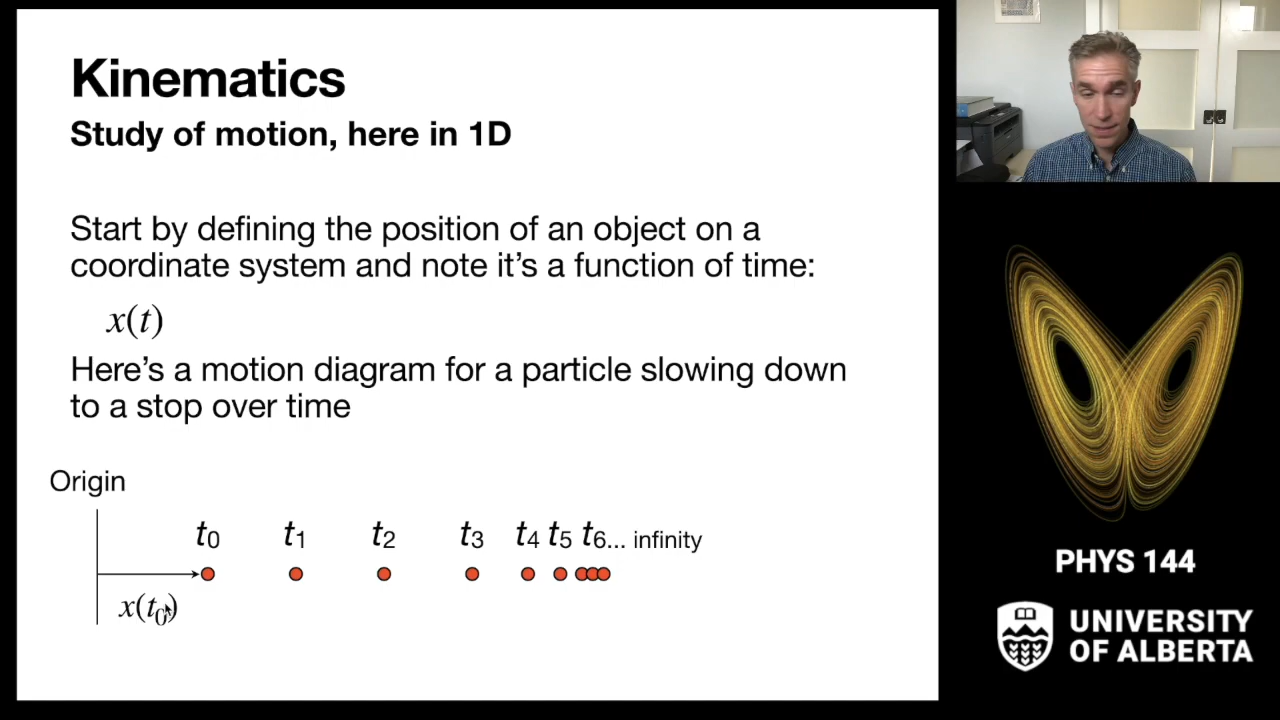 Kinematics
Study of motion, here in 1D
Start by defining the position of an object on a
coordinate system and note it’s a function of time:
x(t)
Here’s a motion diagram for a particle slowing down
to a stop over time
Origin
t0 t1 t2 t3 t4 t5 t6... infinity
x(t0)
PHYS 144
UNIVERSITY
OF ALBERTA